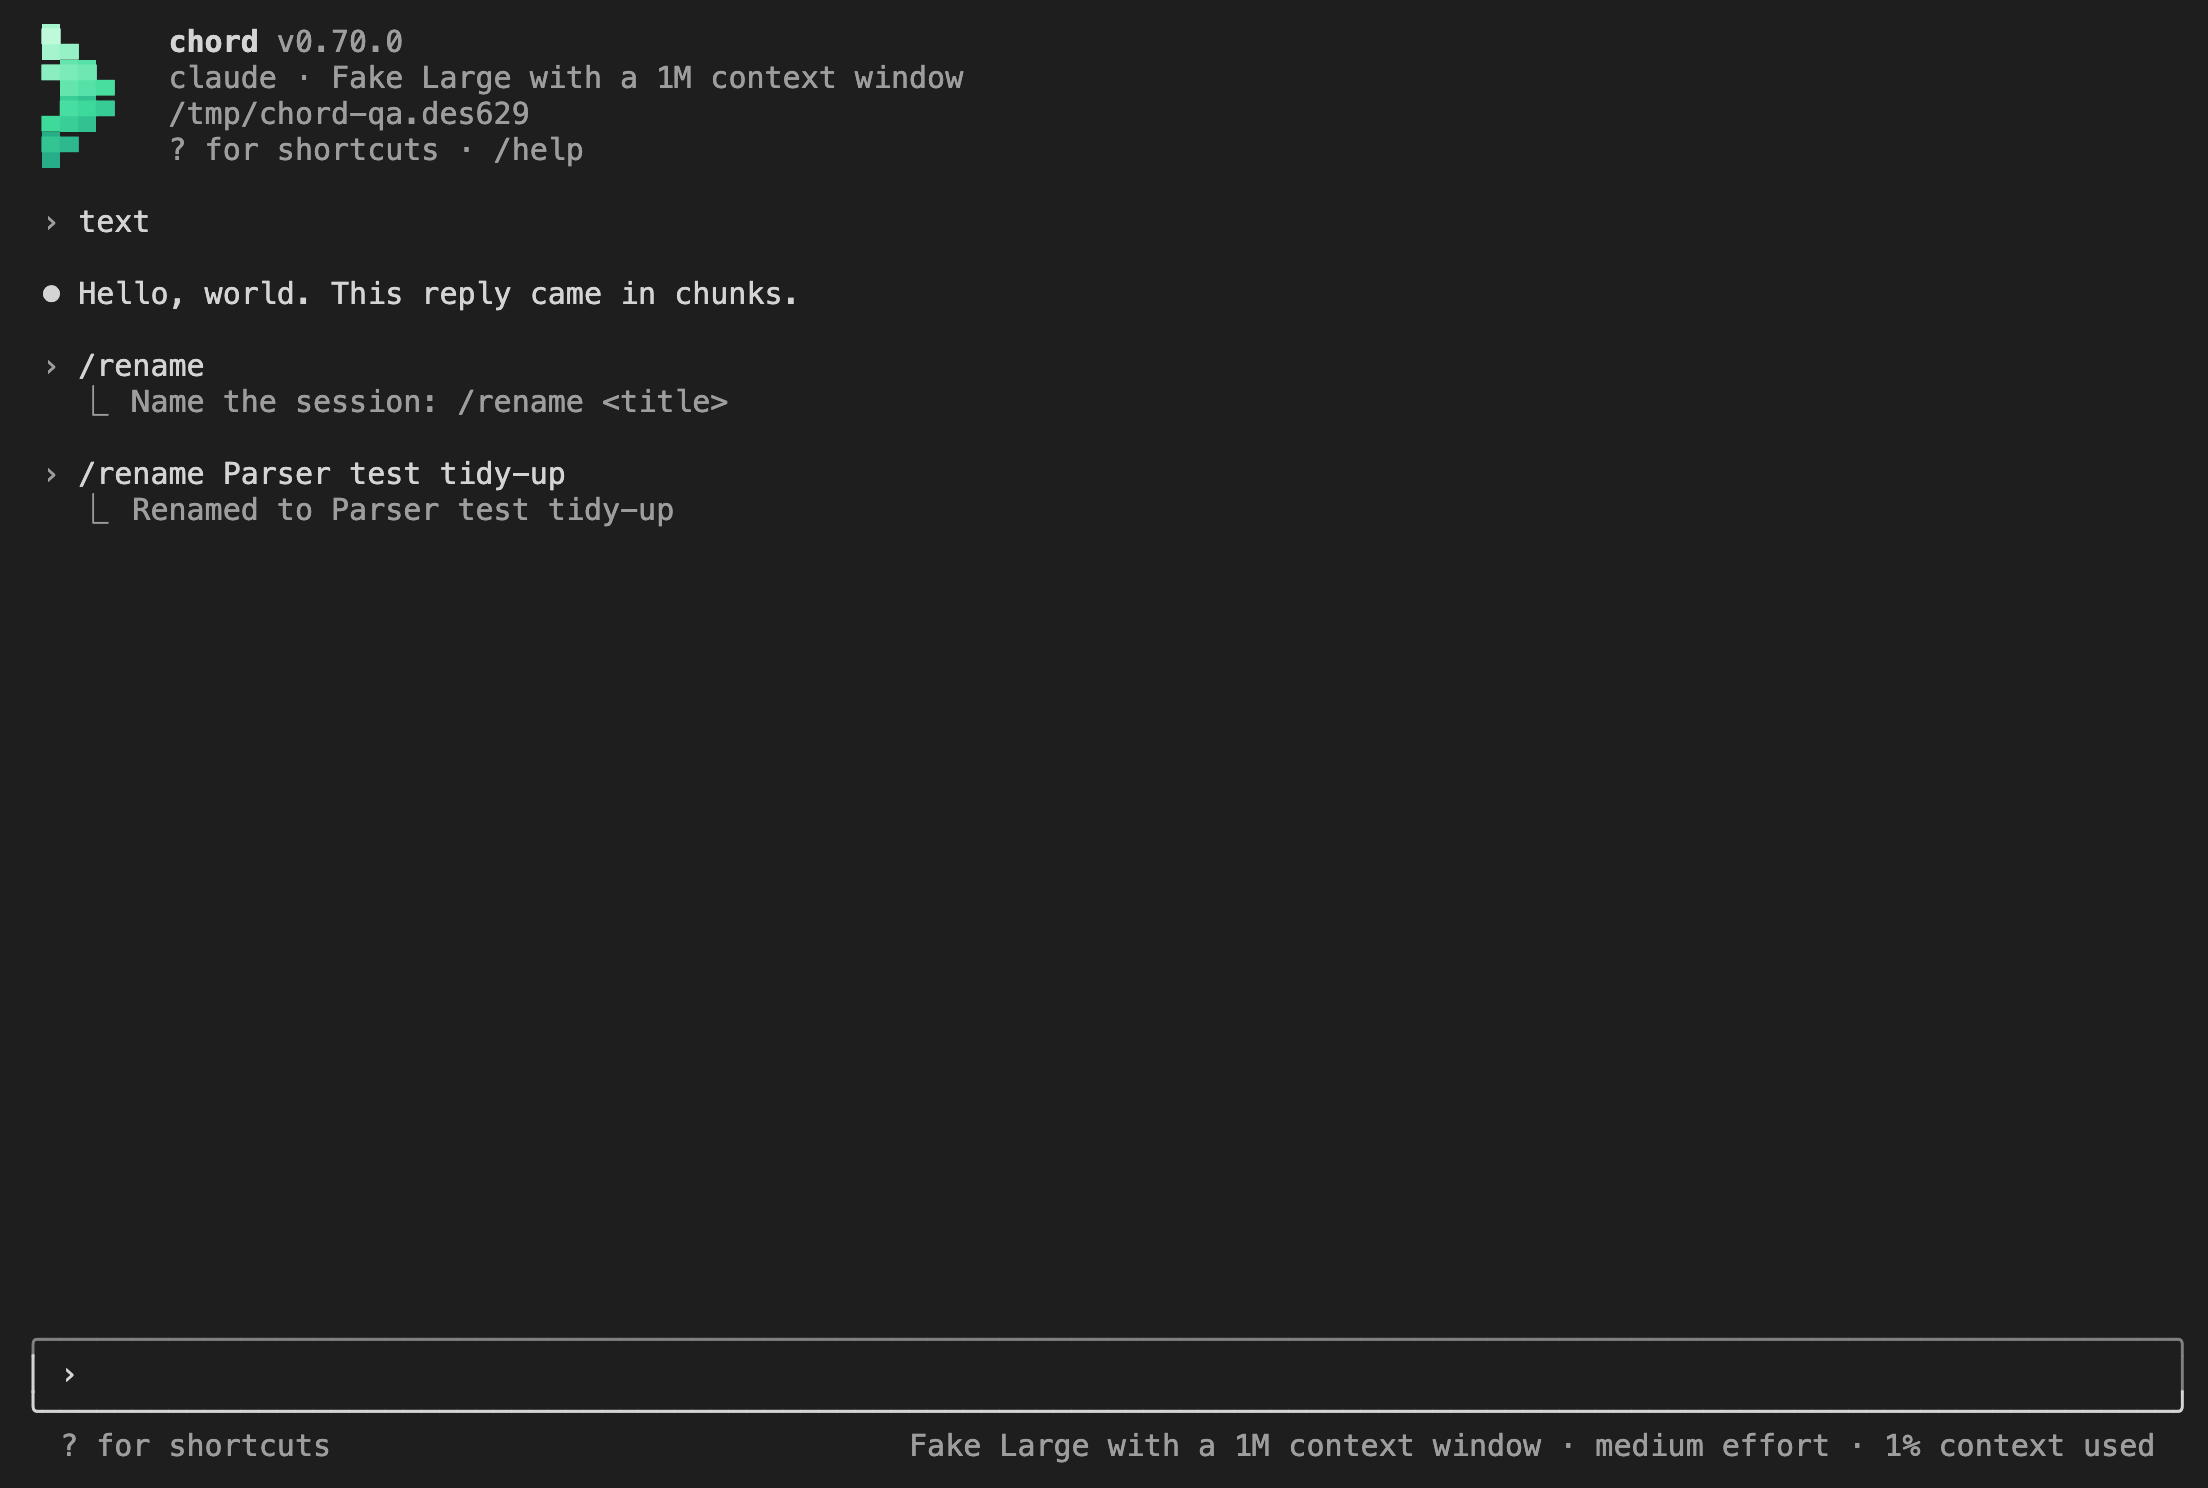 chord v0.70.0
claude · Fake Large with a 1M context window
/tmp/chord-qa.des629
? for shortcuts · /help
› text
● Hello, world. This reply came in chunks.
› /rename
⎿ Name the session: /rename <title>
› /rename Parser test tidy-up
⎿ Renamed to Parser test tidy-up
›
? for shortcuts Fake Large with a 1M context window · medium effort · 1% context used